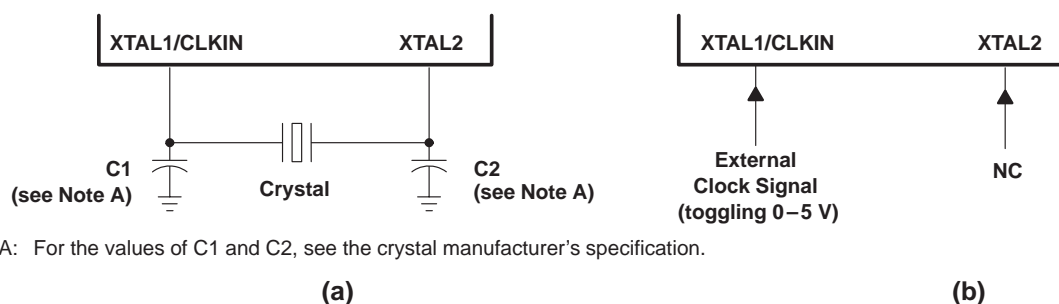 XTAL1/CLKIN XTAL2
C1
(see Note A)
Crystal
C2
(see Note A)
XTAL1/CLKIN XTAL2
External
Clock Signal
(toggling 0–5 V)
NC
A: For the values of C1 and C2, see the crystal manufacturer’s specification.
(a) (b)